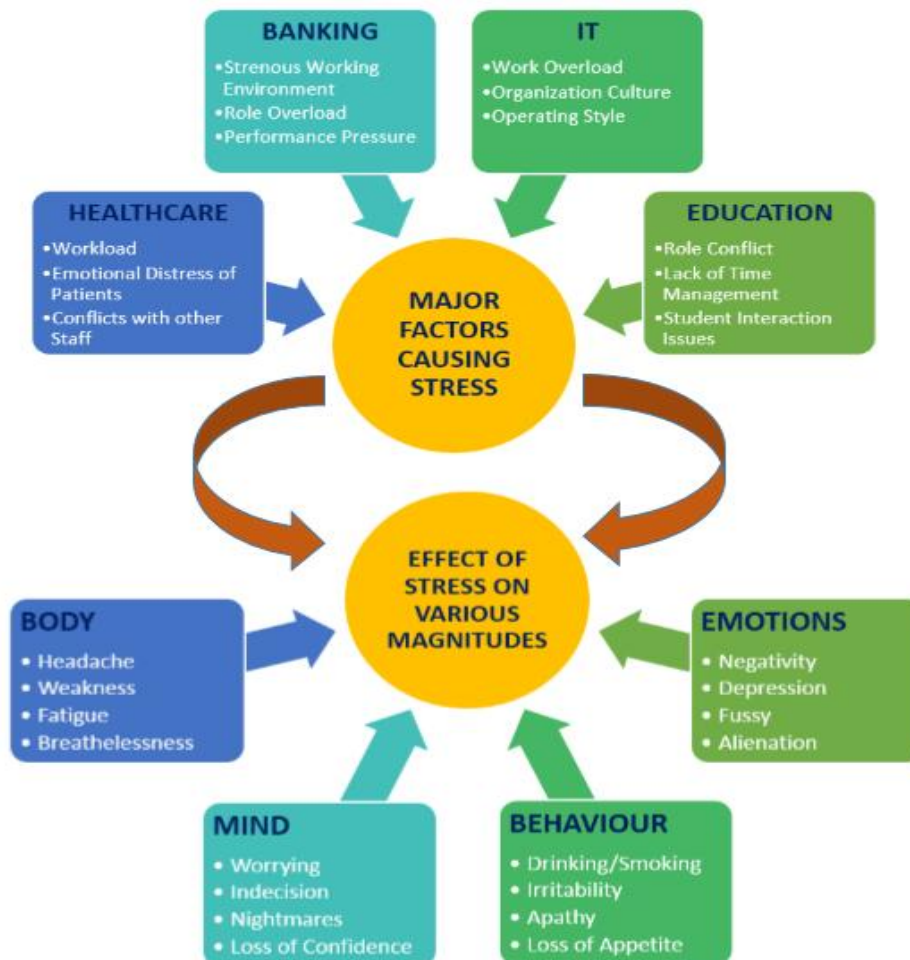 BANKING
•Strenous Working
Environment
•Role Overload
•Performance Pressure
IT
•Work Overload
•Organization Culture
•Operating Style
HEALTHCARE
•Workload
•Emotional Distress of
Patients
•Conflicts with other
Staff
EDUCATION
•Role Conflict
•Lack of Time
Management
•Student Interaction
Issues
MAJOR
FACTORS
CAUSING
STRESS
EFFECT OF
STRESS ON
VARIOUS
MAGNITUDES
BODY
• Headache
• Weakness
• Fatigue
• Breathelessness
EMOTIONS
• Negativity
• Depression
• Fussy
• Alienation
MIND
• Worrying
• Indecision
• Nightmares
• Loss of Confidence
BEHAVIOUR
• Drinking/Smoking
• Irritability
• Apathy
• Loss of Appetite